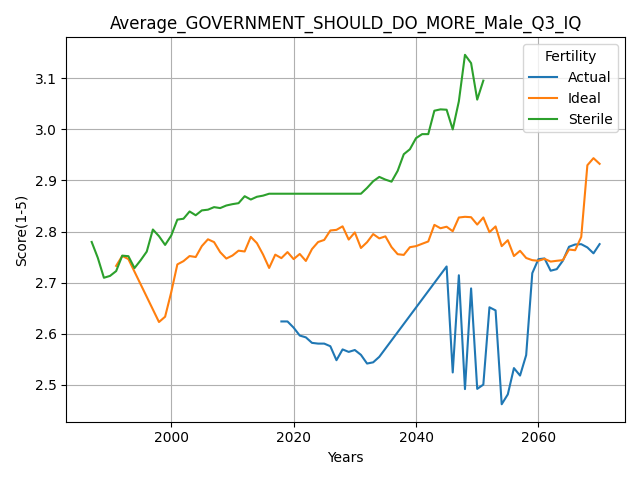 Average_GOVERNMENT_SHOULD_DO_MORE_Male_Q3_IQ
Fertility
Actual
Ideal
Sterile
Score(1-5)
3.1
3.0
2.9
2.8
2.7
2.6
2.5
2000
2020
2040
2060
Years